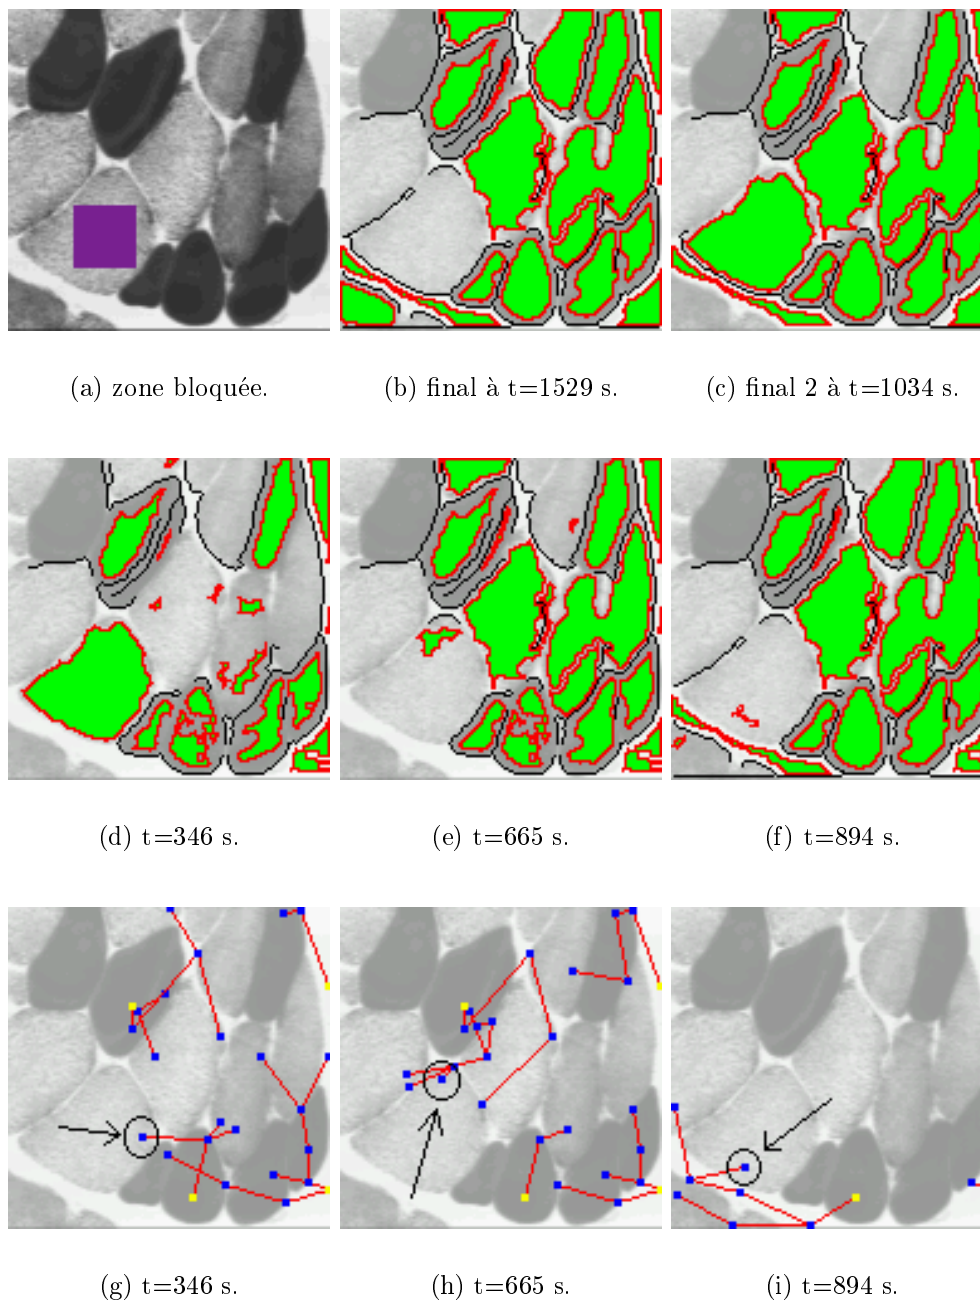 (a) zone bloquée.
(b) final à t=1529 s.
(c) final 2 à t=1034 s.
(d) t=346 s.
(e) t=665 s.
(f) t=894 s.
(g) t=346 s.
(h) t=665 s.
(i) t=894 s.